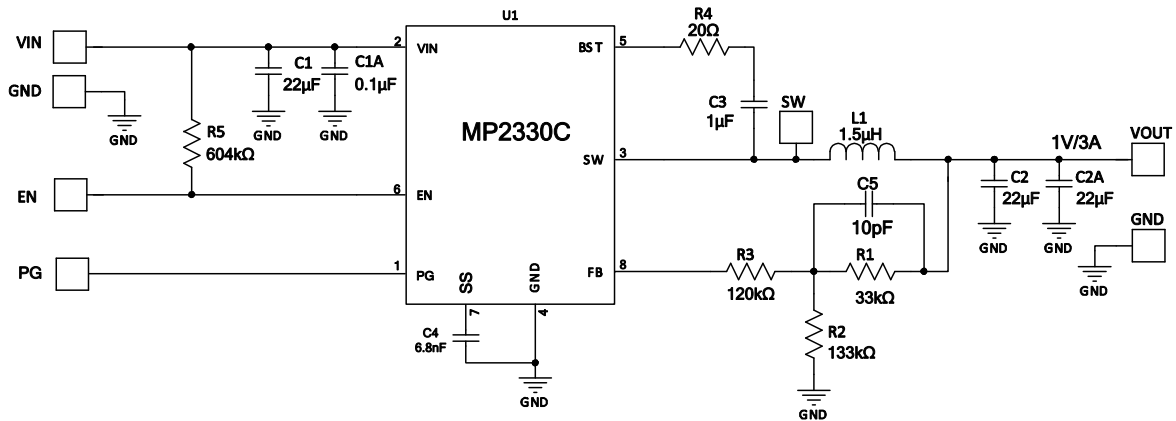 U1
MP2330C
VIN
2
VIN
GND
GND
C1
22µF
GND
C1A
0.1µF
GND
R5
604kΩ
EN
6
EN
PG
1
PG
SS
7
GND
4
C4
6.8nF
GND
BST
5
R4
20Ω
C3
1µF
SW
3
SW
L1
1.5µH
1V/3A
VOUT
C2
22µF
GND
C2A
22µF
GND
GND
GND
C5
10pF
FB
8
R3
120kΩ
R1
33kΩ
R2
133kΩ
GND